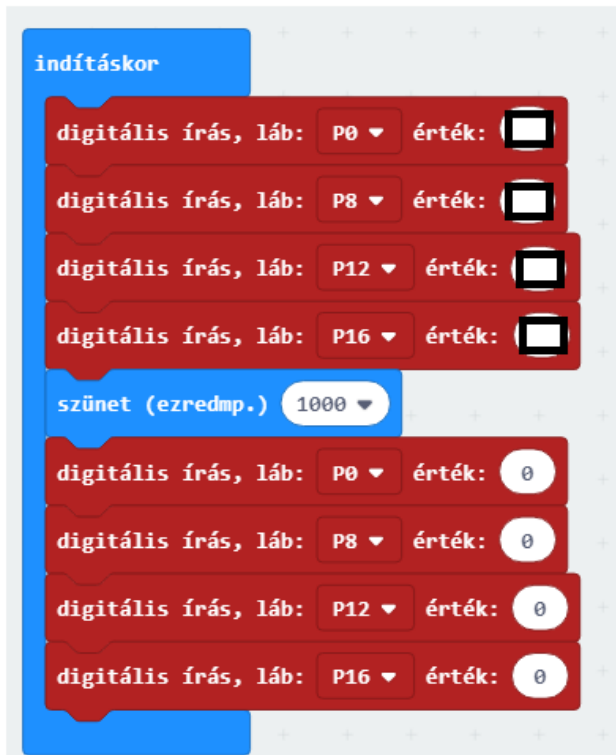 indításkor
digitális írás, láb: P0 érték:
digitális írás, láb: P8 érték:
digitális írás, láb: P12 érték:
digitális írás, láb: P16 érték:
szünet (ezredmp.) 1000
digitális írás, láb: P0 érték: 0
digitális írás, láb: P8 érték: 0
digitális írás, láb: P12 érték: 0
digitális írás, láb: P16 érték: 0